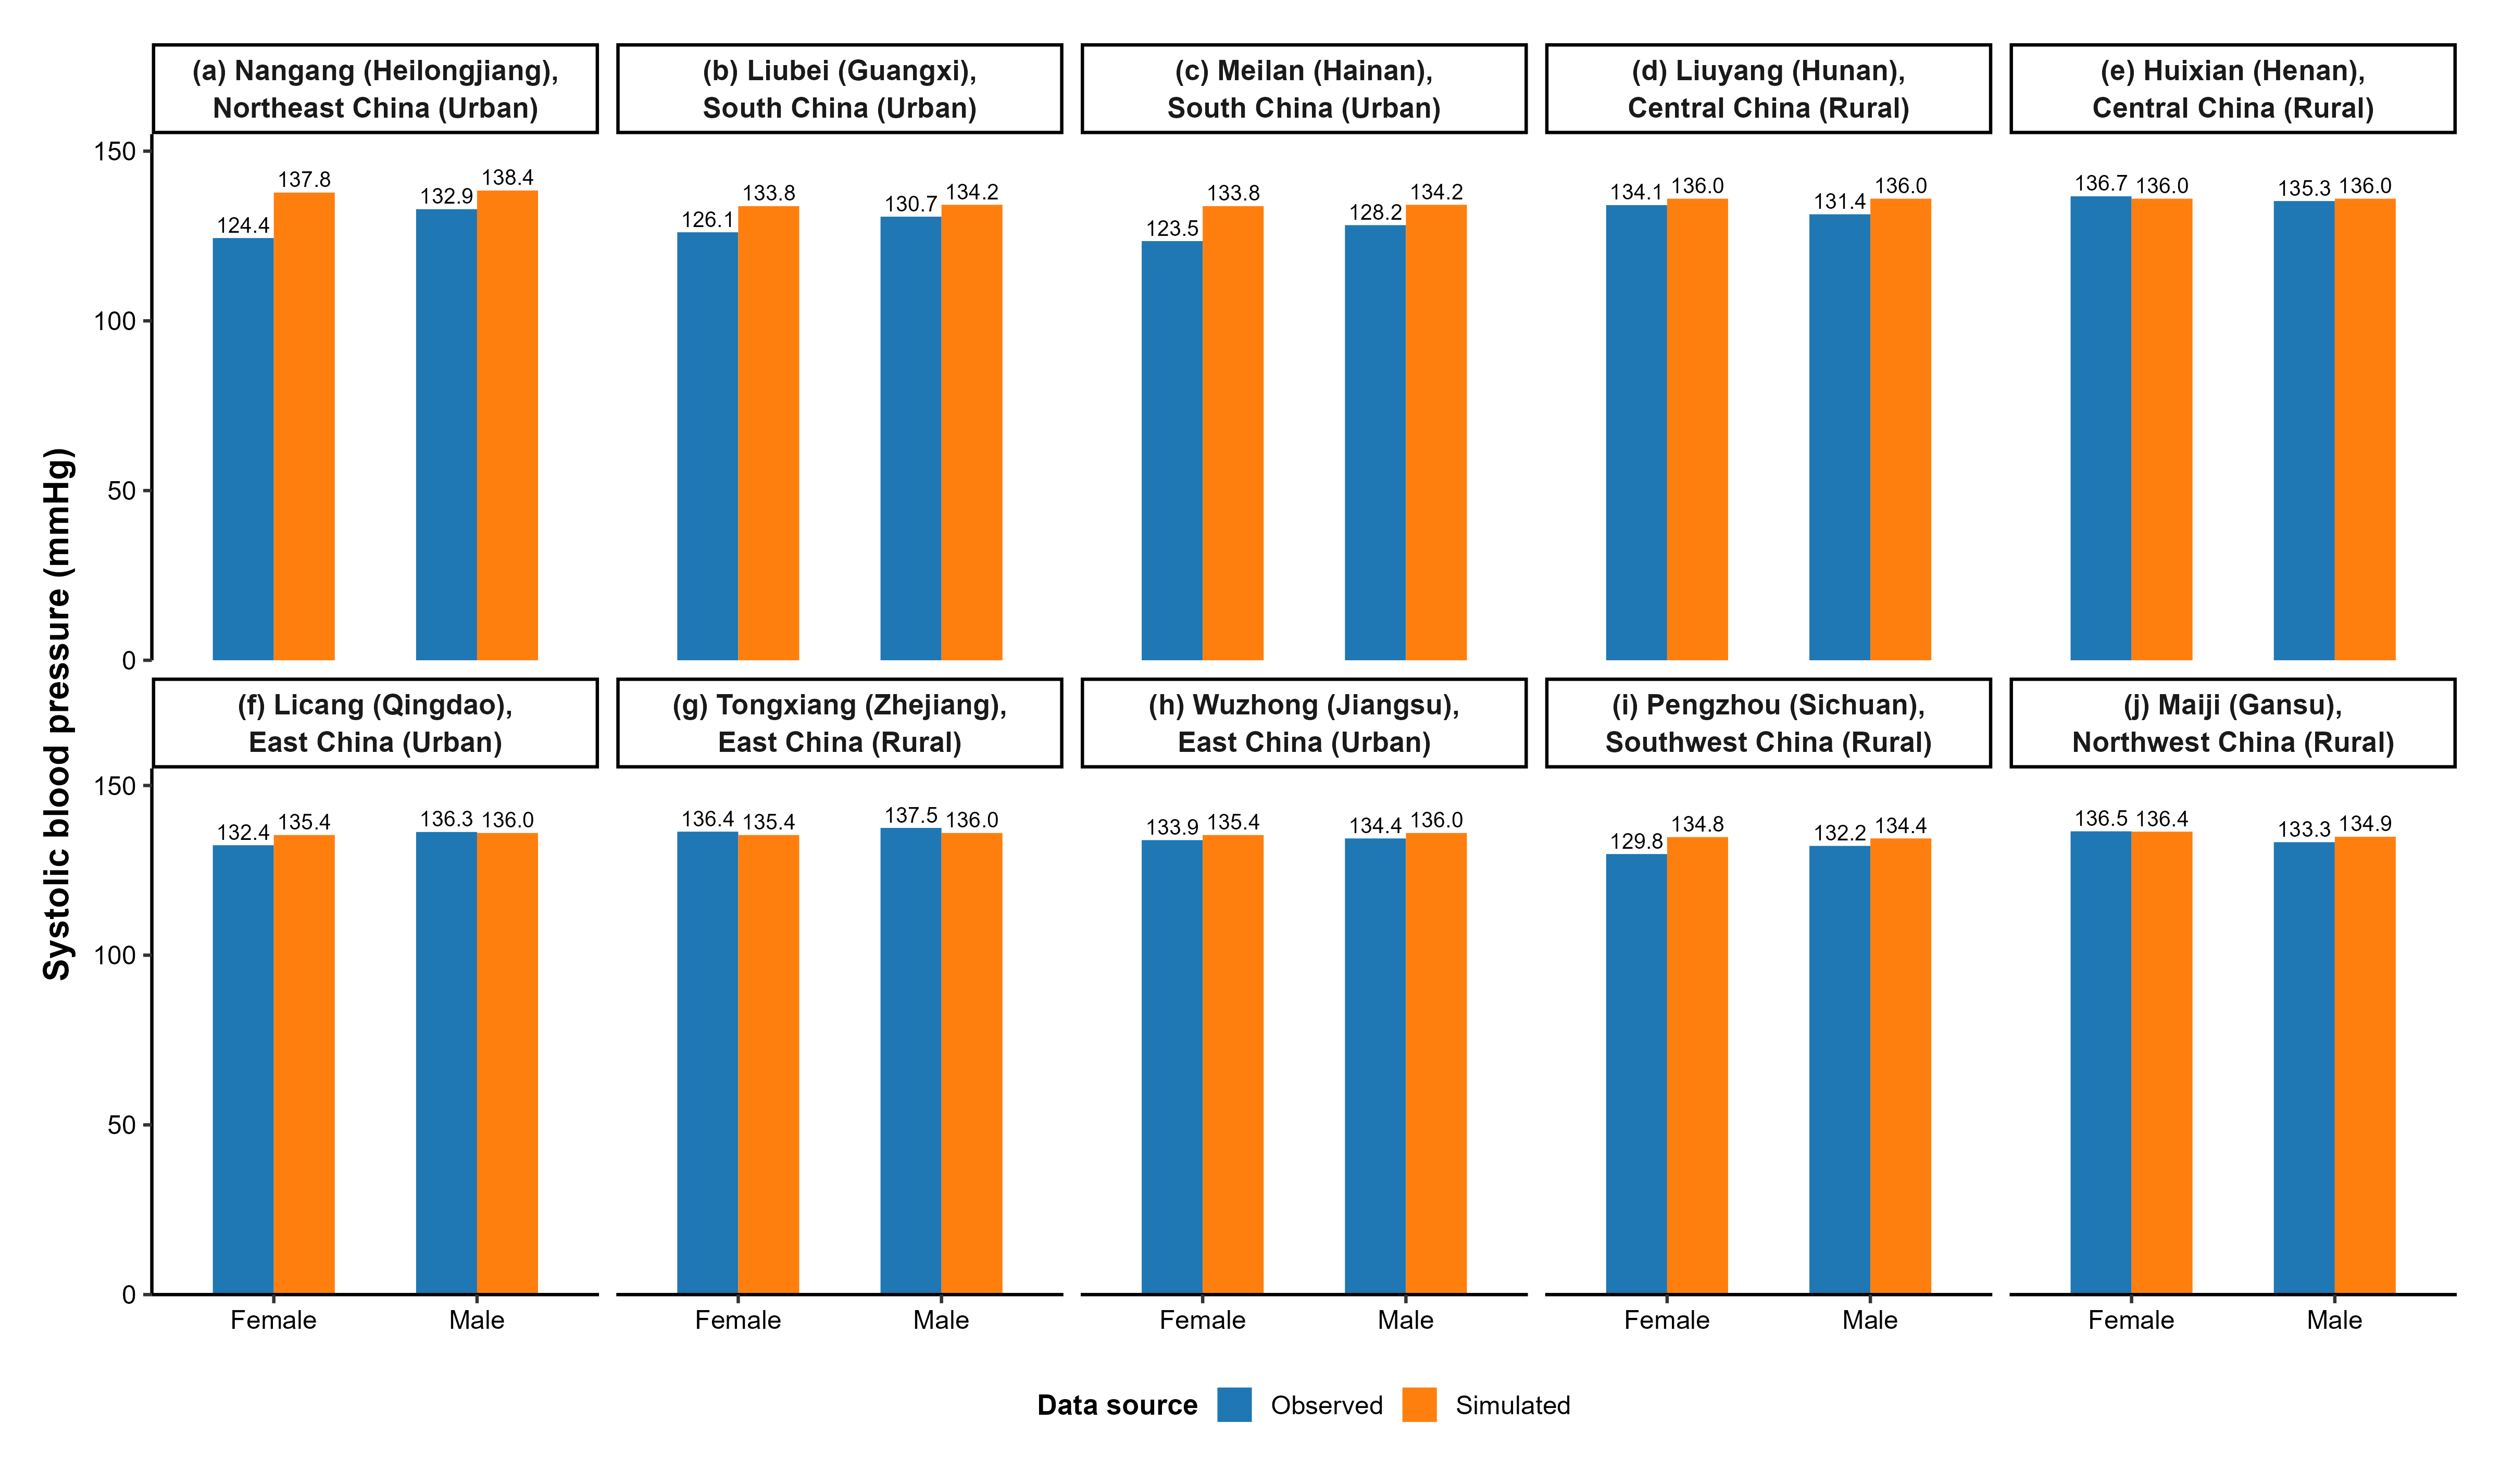 (a) Nangang (Heilongjiang),
Northeast China (Urban)
(b) Liubei (Guangxi),
South China (Urban)
(c) Meilan (Hainan),
South China (Urban)
(d) Liuyang (Hunan),
Central China (Rural)
(e) Huixian (Henan),
Central China (Rural)
150
100
50
0
124.4
137.8
132.9
138.4
126.1
133.8
130.7
134.2
123.5
133.8
128.2
134.2
134.1
136.0
131.4
136.0
136.7
136.0
135.3
136.0
Systolic blood pressure (mmHg)
(f) Licang (Qingdao),
East China (Urban)
(g) Tongxiang (Zhejiang),
East China (Rural)
(h) Wuzhong (Jiangsu),
East China (Urban)
(i) Pengzhou (Sichuan),
Southwest China (Rural)
(j) Maiji (Gansu),
Northwest China (Rural)
150
100
50
0
132.4
135.4
136.3
136.0
136.4
135.4
137.5
136.0
133.9
135.4
134.4
136.0
129.8
134.8
132.2
134.4
136.5
136.4
133.3
134.9
Female
Male
Female
Male
Female
Male
Female
Male
Female
Male
Data source
Observed
Simulated